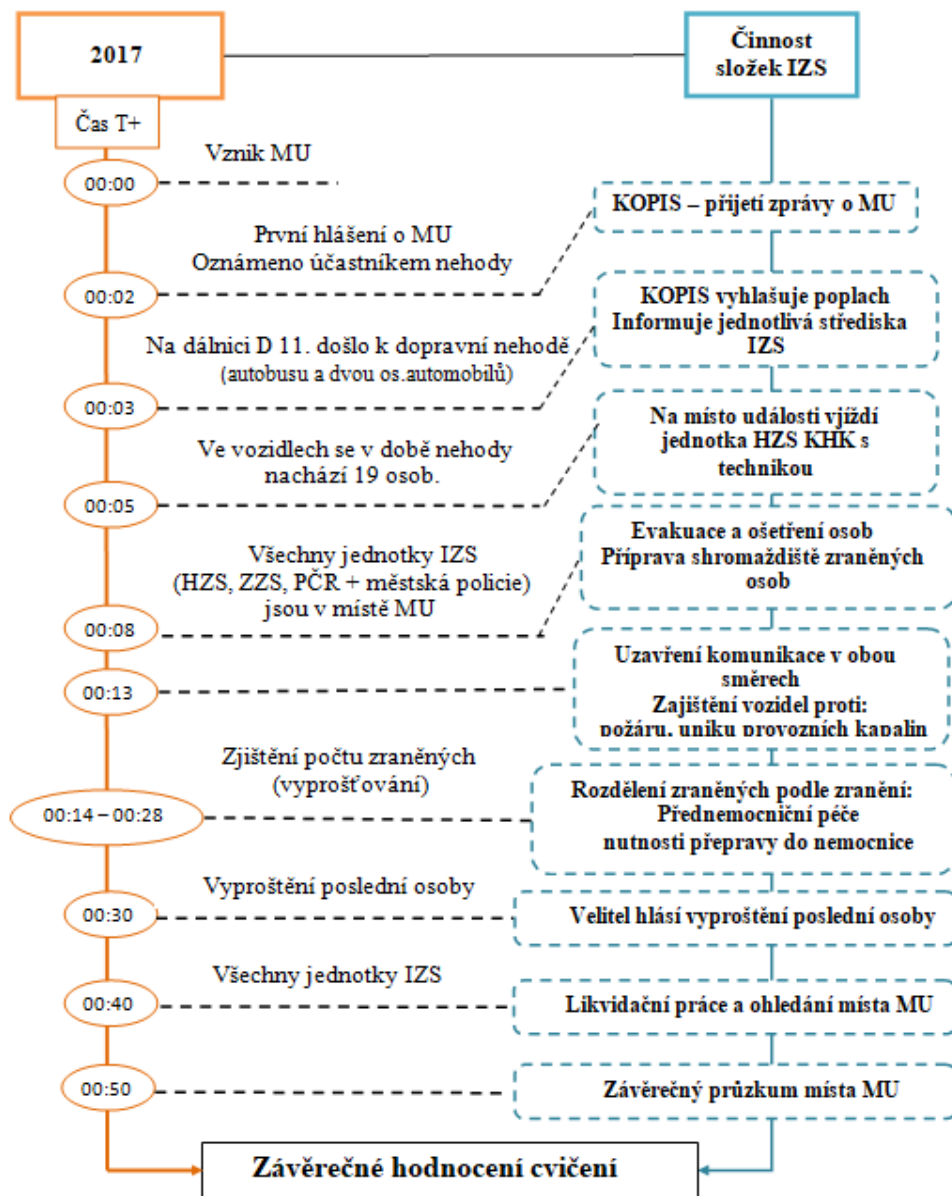 2017
Činnost
složek IZS
Čas T+
Vznik MU
00:00
KOPIS – přijetí zprávy o MU
První hlášení o MU
Oznámeno účastníkem nehody
00:02
KOPIS vyhlašuje poplach
Informuje jednotlivá střediska
IZS
Na dálnici D 11. došlo k dopravní nehodě
(autobusu a dvou os.automobilů)
00:03
Na místo události vjíždí
jednotka HZS KHK s
technikou
Ve vozidlech se v době nehody
nachází 19 osob.
00:05
Evakuace a ošetření osob
Příprava shromaždiště zraněných
osob
Všechny jednotky IZS
(HZS, ZZS, PČR + městská policie)
jsou v místě MU
00:08
Uzavření komunikace v obou
směrech
Zajištění vozidel proti:
požáru, uniku provozních kapalin
00:13
Zjištění počtu zraněných
(vyprošťování)
00:14 – 00:28
Rozdělení zraněných podle zranění:
Přednemocniční péče
nutnosti přepravy do nemocnice
Vyproštění poslední osoby
00:30
Velitel hlásí vyproštění poslední osoby
Všechny jednotky IZS
00:40
Likvidační práce a ohledání místa MU
00:50
Závěrečný průzkum místa MU
Závěrečné hodnocení cvičení